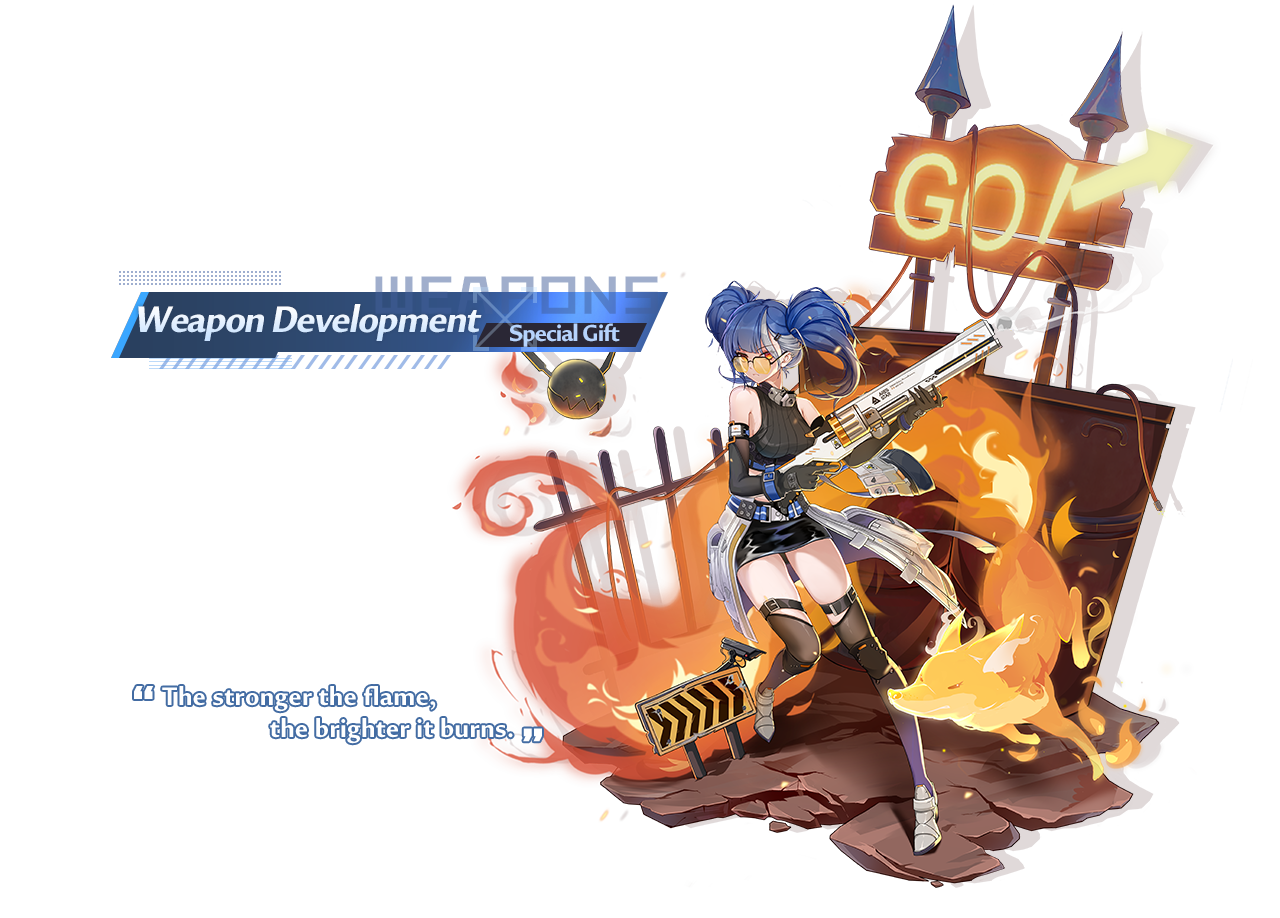 GO!
WEAPONS
Weapon Development
Special Gift
“ The stronger the flame,
the brighter it burns. ”